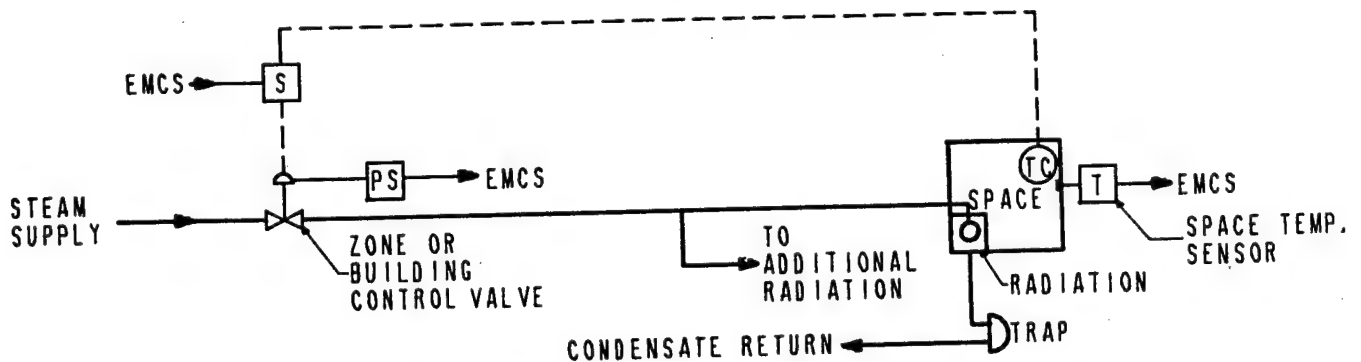 EMCS
S
PS
EMCS
STEAM
SUPPLY
ZONE OR
BUILDING
CONTROL VALVE
TO
ADDITIONAL
RADIATION
TC
SPACE
T
EMCS
SPACE TEMP.
SENSOR
RADIATION
TRAP
CONDENSATE RETURN